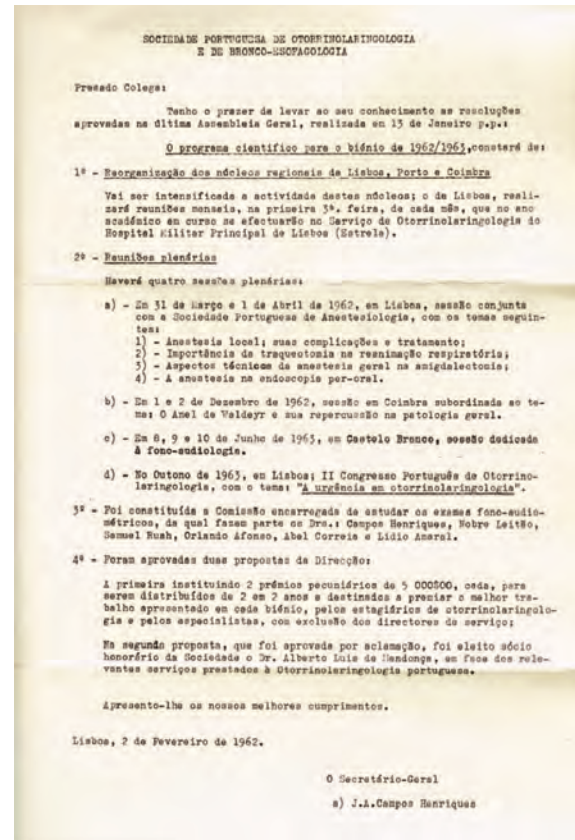 SOCIEDADE PORTUGUESA DE OTORRINOLARINGOLOGIA
E DE BRONCO-ESOFAGOLOGIA
Presado Colega:
Tenho o prazer de levar ao seu conhecimento as resoluções
aprovadas na última Assembleia Geral, realizada em 13 de Janeiro p.p.:
O programa científico para o biénio de 1962/1963, constará de:
1º - Reorganização dos núcleos regionais de Lisboa, Porto e Coimbra
Vai ser intensificada a actividade destes núcleos; o de Lisboa, reali-
zará reuniões mensais, na primeira 3ª. feira, de cada mês, que no ano
académico em curso se efectuarão no Serviço de Otorrinolaringologia do
Hospital Militar Principal de Lisboa (Estrela).
2º - Reuniões plenárias
Haverá quatro sessões plenárias:
a) - Em 31 de Março e 1 de Abril de 1962, em Lisboa, sessão conjunta
com a Sociedade Portuguesa de Anestesiologia, com os temas seguin-
tes:
1) - Anestesia local; suas complicações e tratamento;
2) - Importância da traqueotomia na reanimação respiratória;
3) - Aspectos técnicos da anestesia geral na amigdalectomia;
4) - A anestesia na endoscopia per-oral.
b) - Em 1 e 2 de Dezembro de 1962, sessão em Coimbra subordinada ao te-
ma: O Anel de Waldeyr e sua repercussão na patologia geral.
c) - Em 8, 9 e 10 de Junho de 1963, em Castelo Branco, sessão dedicada
à fono-audiologia.
d) - No Outono de 1963, em Lisboa; II Congresso Português de Otorrino-
laringologia, com o tema: "A urgência em otorrinolaringologia".
3º - Foi constituída a Comissão encarregada de estudar os exames fono-audio-
métricos, da qual fazem parte os Drs.: Campos Henriques, Nobre Leitão,
Samuel Ruah, Orlando Afonso, Abel Correia e Lídio Amaral.
4º - Foram aprovadas duas propostas da Direcção:
A primeira instituindo 2 prémios pecuniários de 5 000$00, cada, para
serem distribuídos de 2 em 2 anos e destinados a premiar o melhor tra-
balho apresentado em cada biénio, pelos estagiários de otorrinolaringolo-
gia e pelos especialistas, com exclusão dos directores de serviço;
Na segunda proposta, que foi aprovada por aclamação, foi eleito sócio
honorário da Sociedade o Dr. Alberto Luis de Mendonça, em face dos rele-
vantes serviços prestados à Otorrinolaringologia portuguesa.
Apresento-lhe os nossos melhores cumprimentos.
Lisboa, 2 de Fevereiro de 1962.
O Secretário-Geral
a) J.A.Campos Henriques